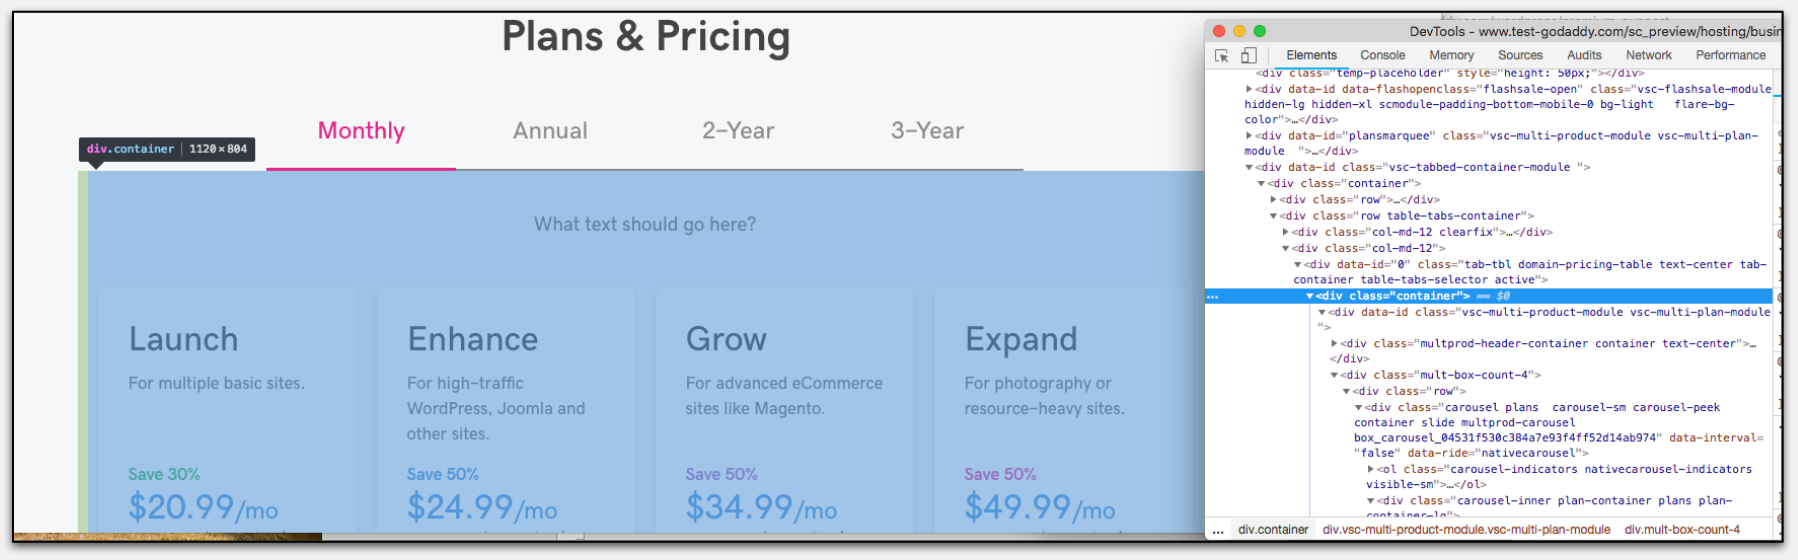 Plans & Pricing
Monthly
Annual
2-Year
3-Year
div.container | 1120×804
What text should go here?
Launch
For multiple basic sites.
Save 30%
$20.99/mo
Enhance
For high-traffic
WordPress, Joomla and
other sites.
Save 50%
$24.99/mo
Grow
For advanced eCommerce
sites like Magento.
Save 50%
$34.99/mo
Expand
For photography or
resource-heavy sites.
Save 50%
$49.99/mo
DevTools - www.test-godaddy.com/sc_preview/hosting/busin
Elements Console Memory Sources Audits Network Performance
<div class="temp-placeholder" style="height: 50px;"></div>
<div data-id data-flashopenclass="flashsale-open" class="vsc-flashsale-module
hidden-lg hidden-xl scmodule-padding-bottom-mobile-0 bg-light flare-bg-
color">…</div>
<div data-id="plansmarquee" class="vsc-multi-product-module vsc-multi-plan-
module ">…</div>
<div data-id class="vsc-tabbed-container-module ">
<div class="container">
<div class="row">…</div>
<div class="row table-tabs-container">
<div class="col-md-12 clearfix">…</div>
<div class="col-md-12">
<div data-id="0" class="tab-tbl domain-pricing-table text-center tab-
container table-tabs-selector active">
… <div class="container"> == $0
<div data-id class="vsc-multi-product-module vsc-multi-plan-module
">
<div class="multprod-header-container container text-center">…
</div>
<div class="mult-box-count-4">
<div class="row">
<div class="carousel plans carousel-sm carousel-peek
container slide multprod-carousel
box_carousel_04531f530c384a7e93f4ff52d14ab974" data-interval=
"false" data-ride="nativecarousel">
<ol class="carousel-indicators nativecarousel-indicators
visible-sm">…</ol>
<div class="carousel-inner plan-container plans plan-
container-lg">
… div.container div.vsc-multi-product-module.vsc-multi-plan-module div.mult-box-count-4